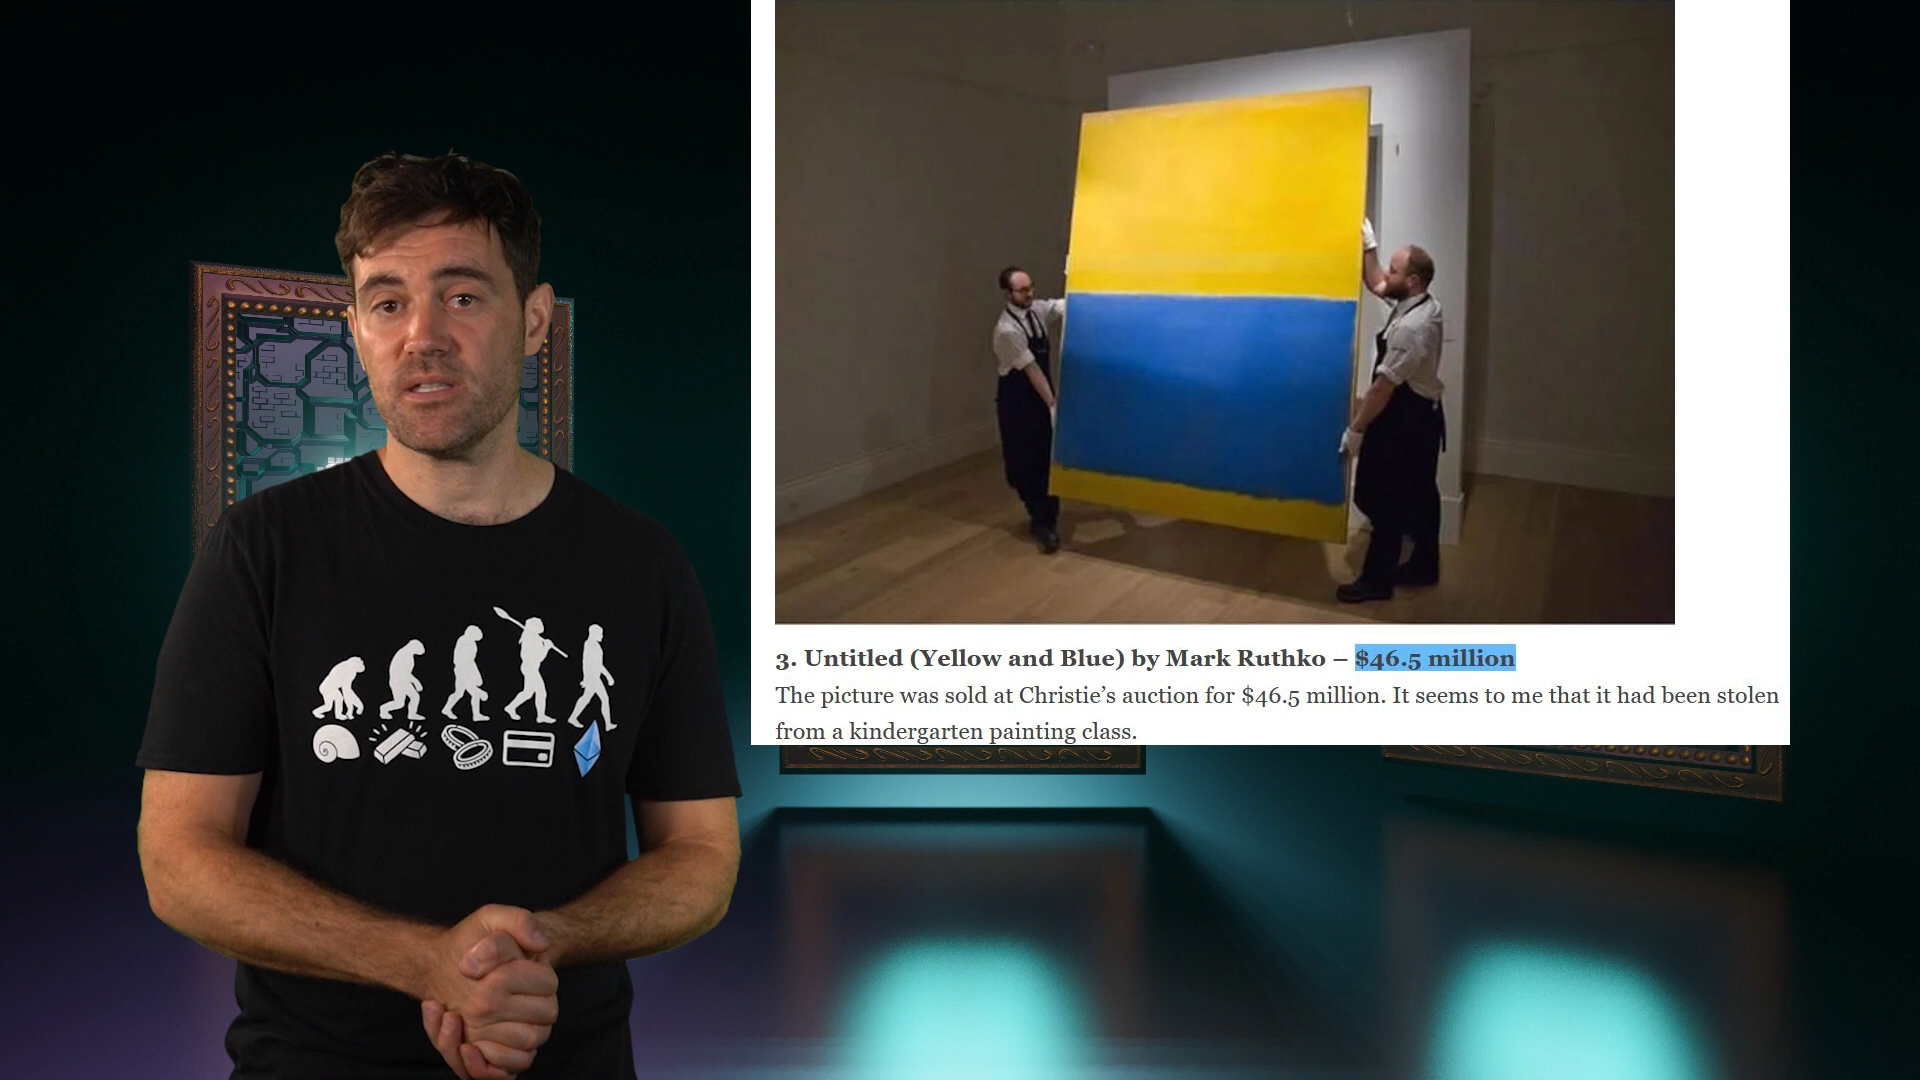 3. Untitled (Yellow and Blue) by Mark Ruthko – $46.5 million
The picture was sold at Christie’s auction for $46.5 million. It seems to me that it had been stolen
from a kindergarten painting class.